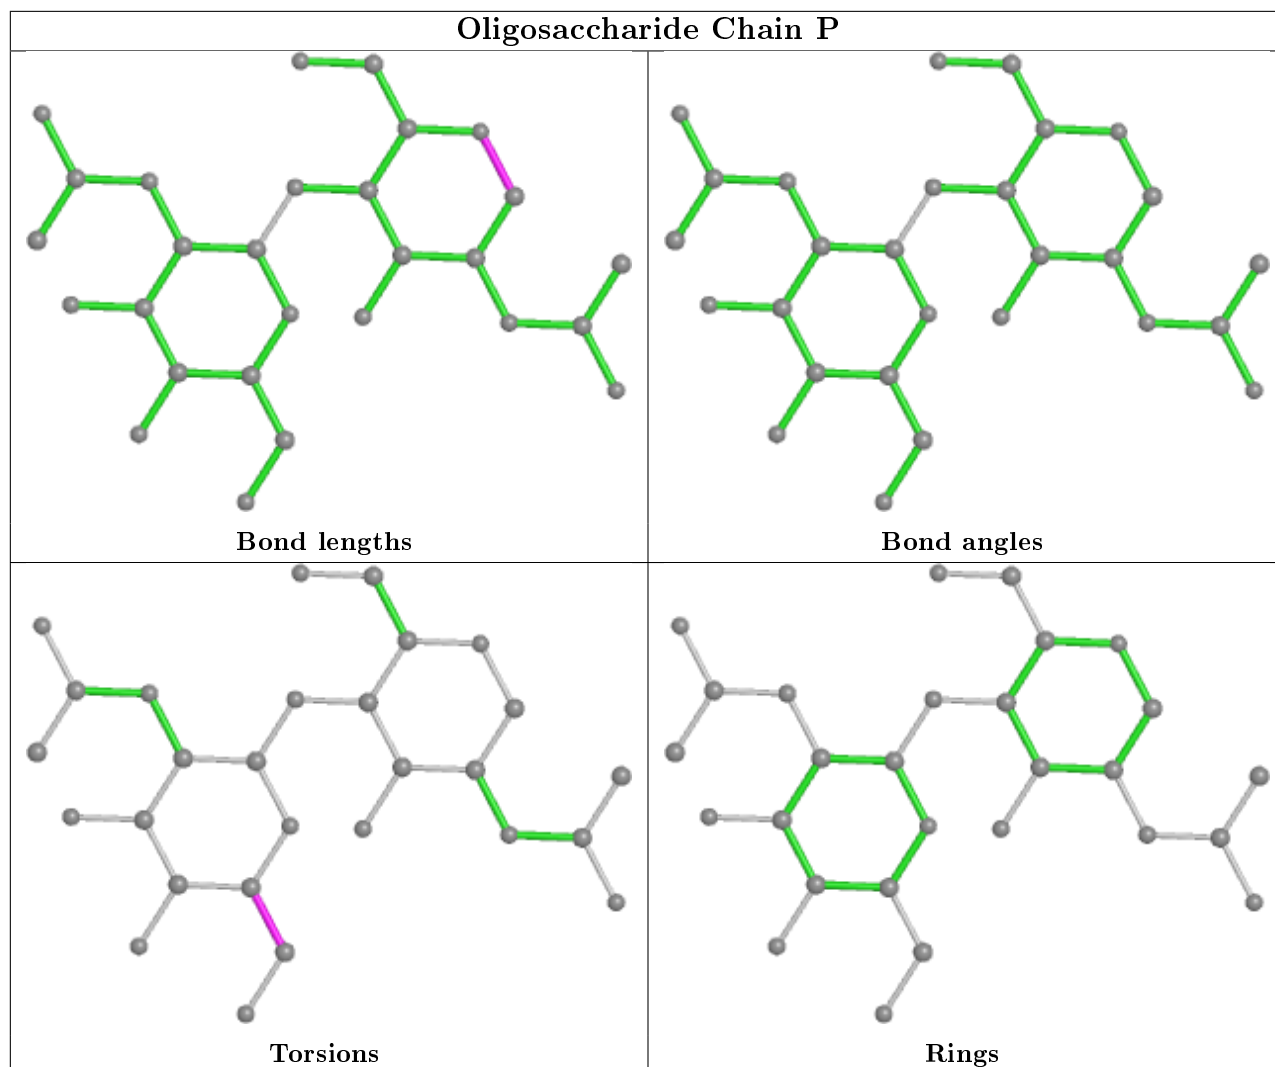 Oligosaccharide Chain P
Bond lengths
Bond angles
Torsions
Rings